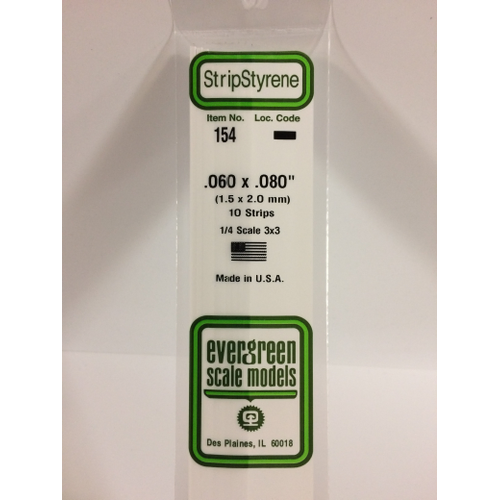 StripStyrene
Item No. Loc. Code
154
.060 x .080"
(1.5 x 2.0 mm)
10 Strips
1/4 Scale 3x3
Made in U.S.A.
evergreen
scale models
Des Plaines, IL 60018